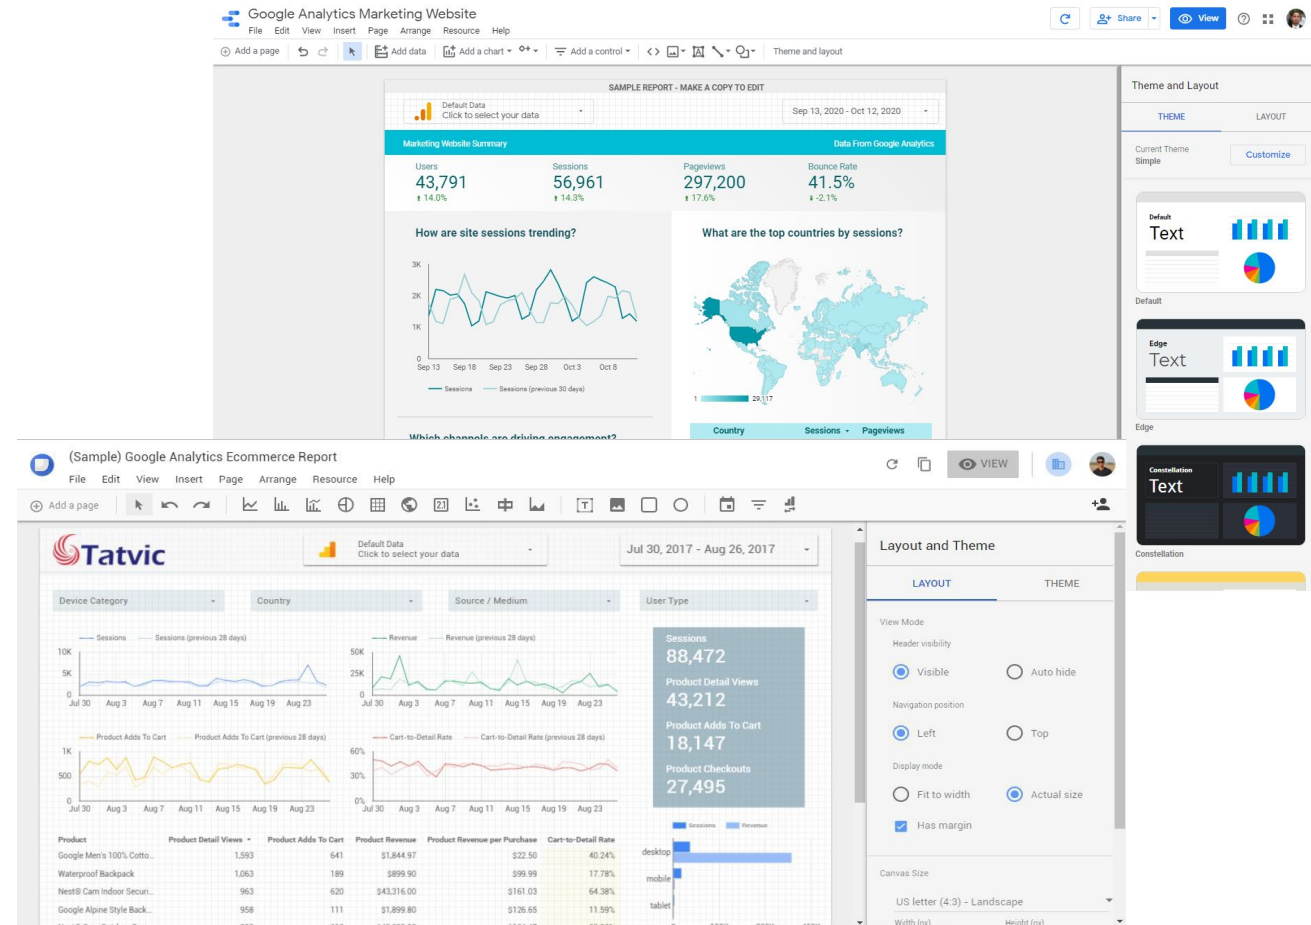 Google Analytics Marketing Website
File Edit View Insert Page Arrange Resource Help
Share
View
Add a page
Add data
Add a chart
Add a control
Theme and layout
SAMPLE REPORT - MAKE A COPY TO EDIT
Default Data
Click to select your data
Sep 13, 2020 - Oct 12, 2020
Marketing Website Summary
Data From Google Analytics
Users Sessions Pageviews Bounce Rate
43,791 56,961 297,200 41.5%
14.0% 14.3% 17.6% -2.1%
How are site sessions trending?
3K
2K
1K
0
Sep 13 Sep 18 Sep 23 Sep 28 Oct 3 Oct 8
Sessions Sessions (previous 30 days)
What are the top countries by sessions?
1 29,117
Country Sessions Pageviews
Which channels are driving engagement?
Theme and Layout
THEME LAYOUT
Current Theme
Simple
Customize
Default
Text
Default
Edge
Text
Edge
Constellation
Text
Constellation
(Sample) Google Analytics Ecommerce Report
File Edit View Insert Page Arrange Resource Help
VIEW
Add a page
21
T
Tatvic
Default Data
Click to select your data
Jul 30, 2017 - Aug 26, 2017
Device Category Country Source / Medium User Type
Sessions Sessions (previous 28 days)
10K
5K
0
Jul 30 Aug 3 Aug 7 Aug 11 Aug 15 Aug 19 Aug 23
Revenue Revenue (previous 28 days)
50K
25K
0
Jul 30 Aug 3 Aug 7 Aug 11 Aug 15 Aug 19 Aug 23
Product Adds To Cart Product Adds To Cart (previous 28 days)
1K
500
0
Jul 30 Aug 3 Aug 7 Aug 11 Aug 15 Aug 19 Aug 23
Cart-to-Detail Rate Cart-to-Detail Rate (previous 28 days)
60%
30%
0%
Jul 30 Aug 3 Aug 7 Aug 11 Aug 15 Aug 19 Aug 23
Sessions
88,472
Product Detail Views
43,212
Product Adds To Cart
18,147
Product Checkouts
27,495
Product Product Detail Views Product Adds To Cart Product Revenue Product Revenue per Purchase Cart-to-Detail Rate
Google Men's 100% Cotto... 1,593 641 $1,844.97 $22.50 40.24%
Waterproof Backpack 1,063 189 $899.90 $99.99 17.78%
Nest® Cam Indoor Securi... 963 620 $43,316.00 $161.03 64.38%
Google Alpine Style Back... 958 111 $1,899.80 $126.65 11.59%
Sessions Revenue
desktop
mobile
tablet
Layout and Theme
LAYOUT THEME
View Mode
Header visibility
Visible Auto hide
Navigation position
Left Top
Display mode
Fit to width Actual size
Has margin
Canvas Size
US letter (4:3) - Landscape
Width (px) Height (px)